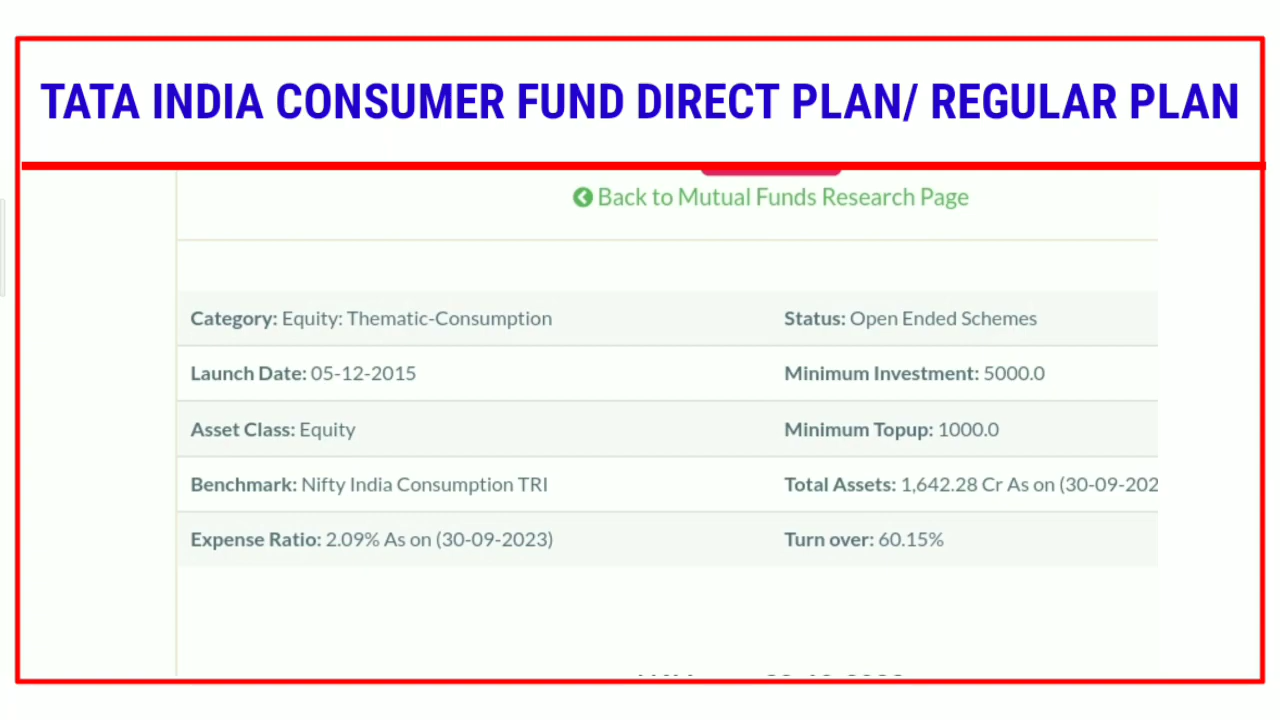 TATA INDIA CONSUMER FUND DIRECT PLAN/ REGULAR PLAN
Back to Mutual Funds Research Page
Category: Equity: Thematic-Consumption Status: Open Ended Schemes
Launch Date: 05-12-2015 Minimum Investment: 5000.0
Asset Class: Equity Minimum Topup: 1000.0
Benchmark: Nifty India Consumption TRI Total Assets: 1,642.28 Cr As on (30-09-202
Expense Ratio: 2.09% As on (30-09-2023) Turn over: 60.15%